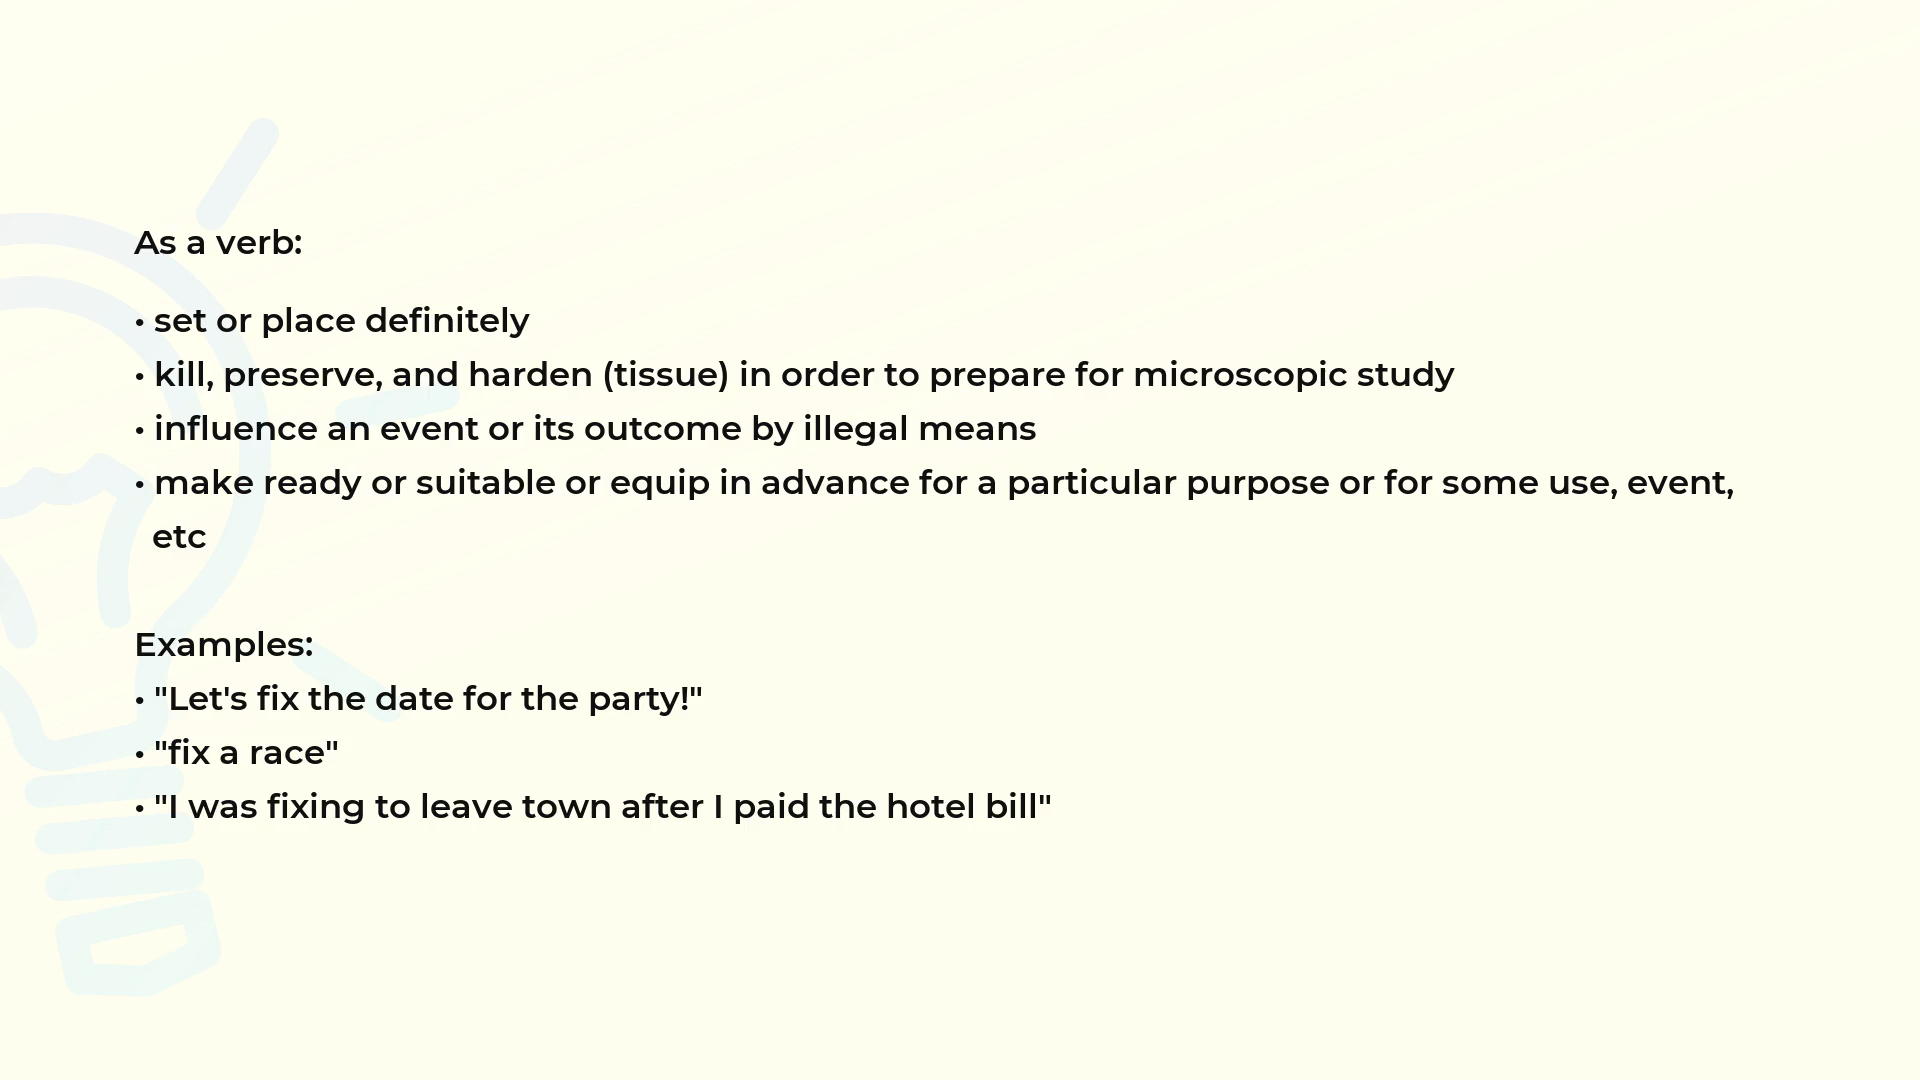 As a verb:
• set or place definitely
• kill, preserve, and harden (tissue) in order to prepare for microscopic study
• influence an event or its outcome by illegal means
• make ready or suitable or equip in advance for a particular purpose or for some use, event,
etc
Examples:
• "Let's fix the date for the party!"
• "fix a race"
• "I was fixing to leave town after I paid the hotel bill"